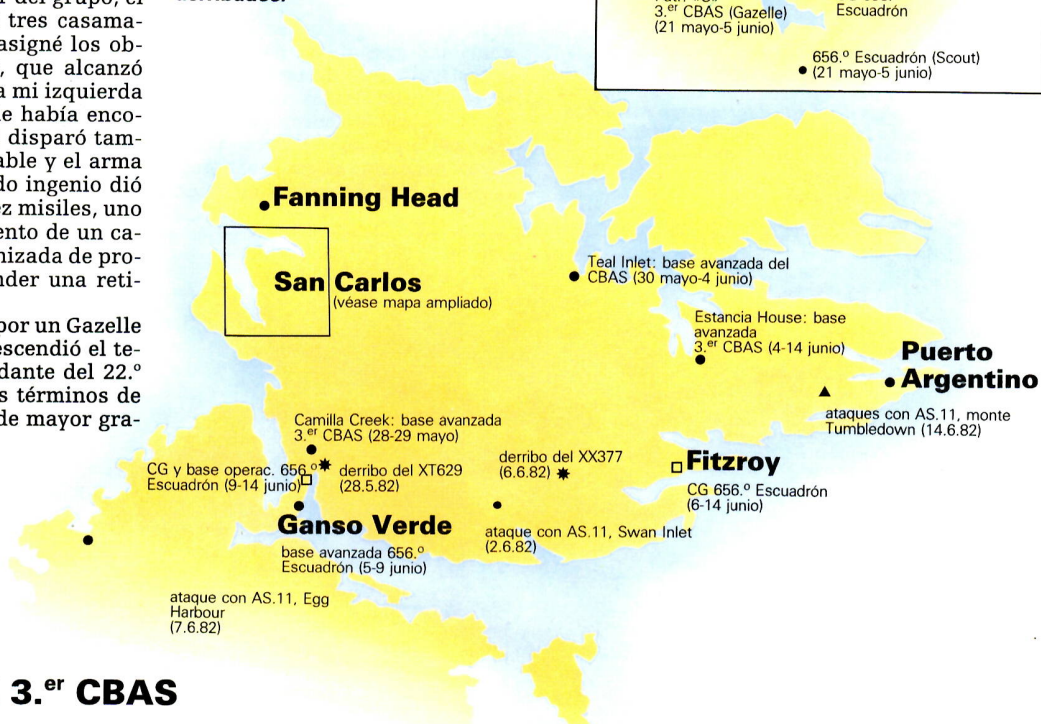 r del grupo, el
tres casama-
asigné los ob-
, que alcanzó
a mi izquierda
e había enco-
disparó tam-
able y el arma
do ingenio dió
ez misiles, uno
ento de un ca-
nizada de pro-
nder una reti-
por un Gazelle
escendió el te-
dante del 22.º
s términos de
de mayor gra-
3.er CBAS (Gazelle)
(21 mayo-5 junio)
Escuadrón
656.º Escuadrón (Scout)
(21 mayo-5 junio)
Fanning Head
San Carlos
(véase mapa ampliado)
Teal Inlet: base avanzada del
CBAS (30 mayo-4 junio)
Estancia House: base
avanzada
3.er CBAS (4-14 junio)
Puerto
Argentino
ataques con AS.11, monte
Tumbledown (14.6.82)
Camilla Creek: base avanzada
3.er CBAS (28-29 mayo)
CG y base operac. 656.º
Escuadrón (9-14 junio)
derribo del XT629
(28.5.82)
derribo del XX377
(6.6.82)
Fitzroy
CG 656.º Escuadrón
(6-14 junio)
Ganso Verde
base avanzada 656.º
Escuadrón (5-9 junio)
ataque con AS.11, Swan Inlet
(2.6.82)
ataque con AS.11, Egg
Harbour
(7.6.82)
3.er CBAS